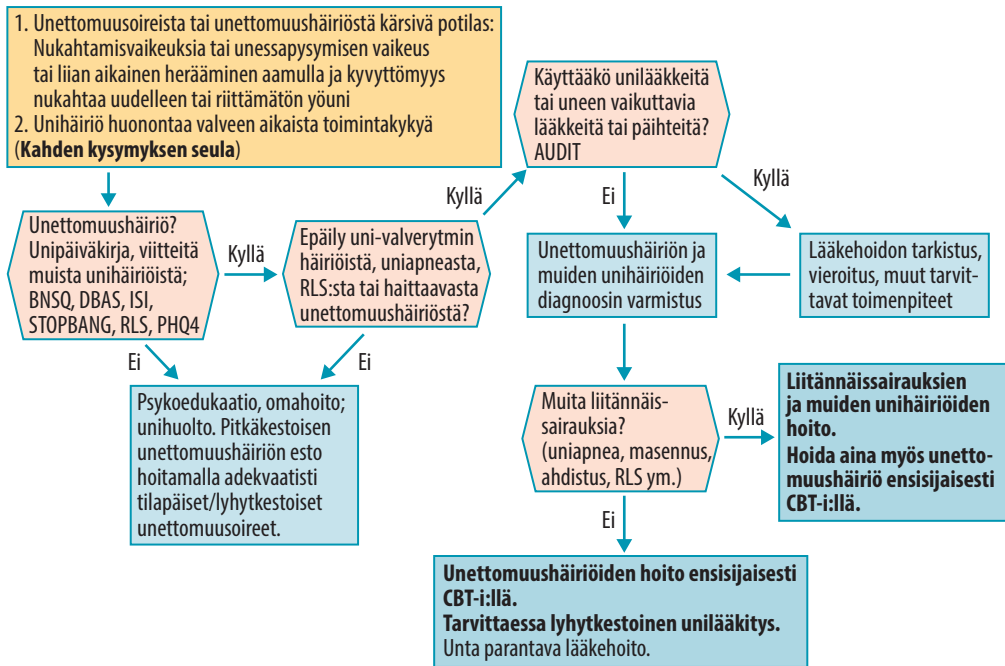 1. Unettomuusoireista tai unettomuushäiriöstä kärsivä potilas:
Nukahtamisvaikeuksia tai unessapysymisen vaikeus
tai liian aikainen herääminen aamulla ja kyvyttömyys
nukahtaa uudelleen tai riittämätön yöuni
2. Unihäiriö huonontaa valveen aikaista toimintakykyä
(Kahden kysymyksen seula)
Unettomuushäiriö?
Unipäiväkirja, viitteitä
muista unihäiriöistä;
BNSQ, DBAS, ISI,
STOPBANG, RLS, PHQ4
Kyllä
Ei
Epäily uni-valverytmin
häiriöistä, uniapneasta,
RLS:sta tai haittaavasta
unettomuushäiriöstä?
Kyllä
Ei
Psykoedukaatio, omahoito;
unihuolto. Pitkäkestoisen
unettomuushäiriön esto
hoitamalla adekvaatisti
tilapäiset/lyhytkestoiset
unettomuusoireet.
Käyttääkö unilääkkeitä
tai uneen vaikuttavia
lääkkeitä tai päihteitä?
AUDIT
Ei
Kyllä
Unettomuushäiriön ja
muiden unihäiriöiden
diagnoosin varmistus
Lääkehoidon tarkistus,
vieroitus, muut tarvit-
tavat toimenpiteet
Muita liitännäis-
sairauksia?
(uniapnea, masennus,
ahdistus, RLS ym.)
Kyllä
Ei
Liitännäissairauksien
ja muiden unihäiriöiden
hoito.
Hoida aina myös unetto-
muushäiriö ensisijaisesti
CBT-i:llä.
Unettomuushäiriöiden hoito ensisijaisesti
CBT-i:llä.
Tarvittaessa lyhytkestoinen unilääkitys.
Unta parantava lääkehoito.